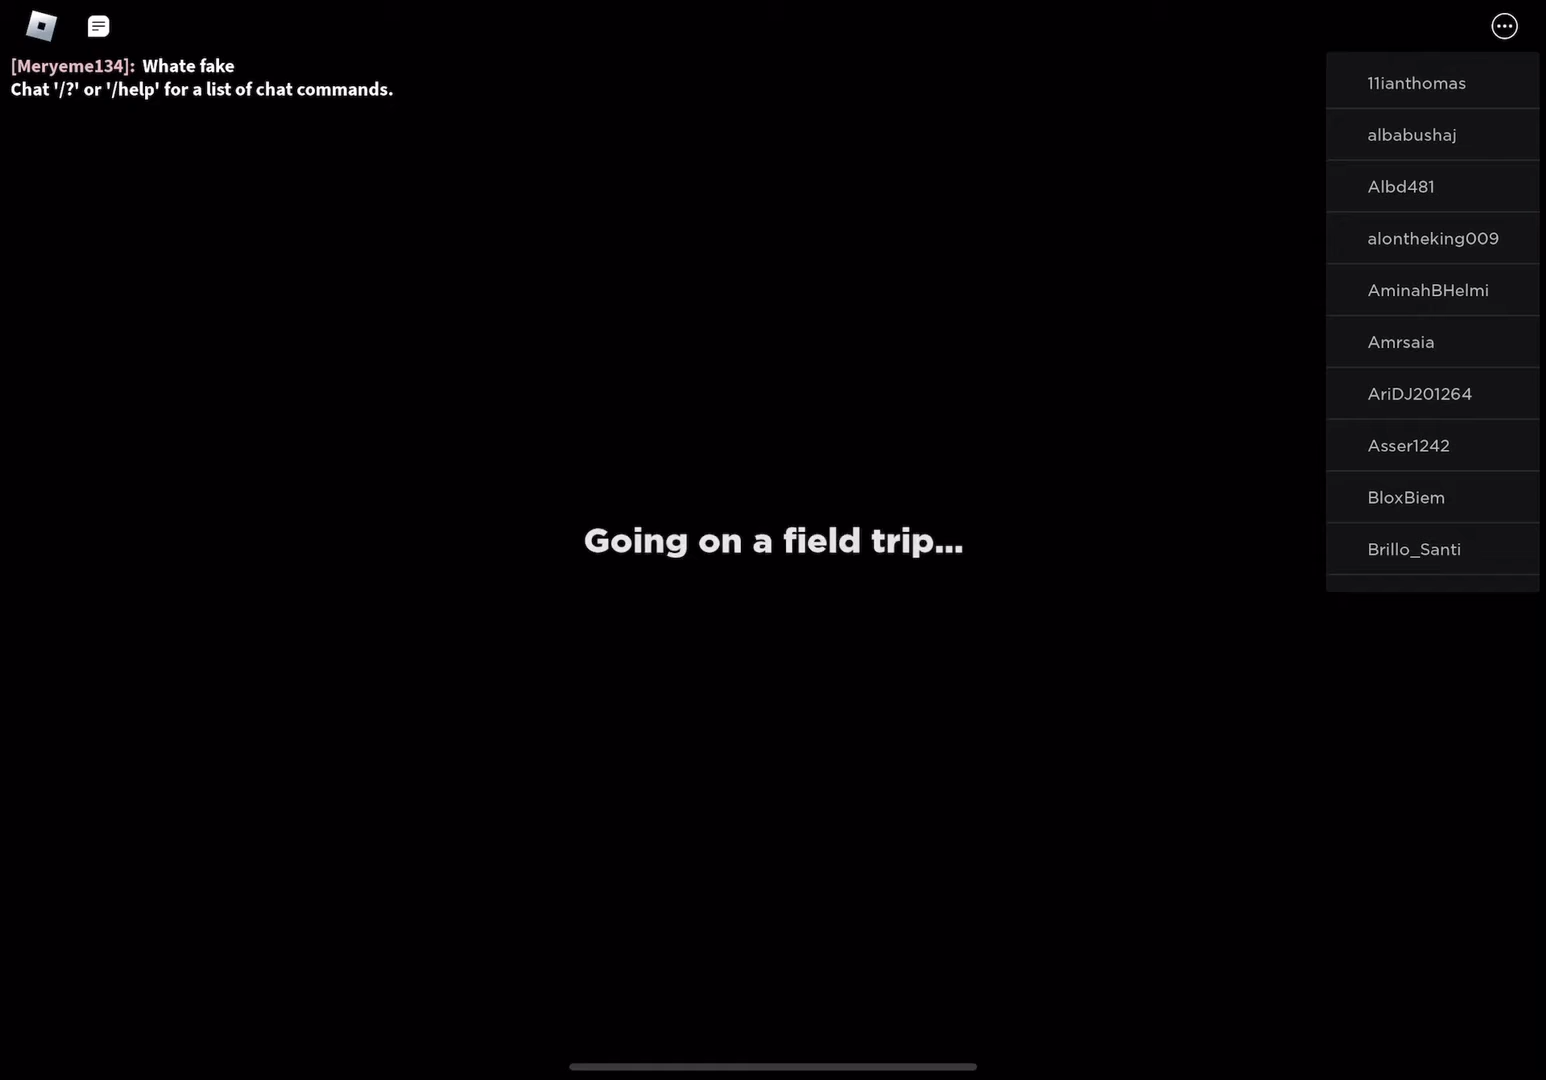 [Meryeme134]: Whate fake
Chat '/?' or '/help' for a list of chat commands.
11ianthomas
albabushaj
Albd481
alontheking009
AminahBHelmi
Amrsaia
AriDJ201264
Asser1242
BloxBiem
Brillo_Santi
Going on a field trip...